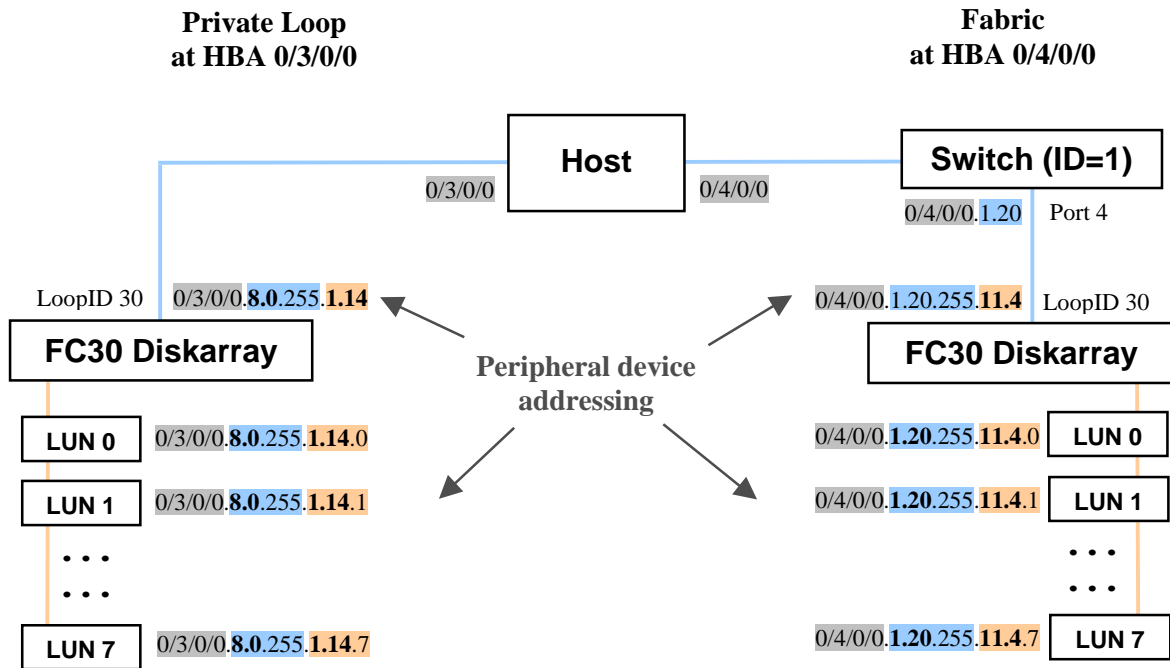 Private Loop
at HBA 0/3/0/0
Fabric
at HBA 0/4/0/0
Host
Switch (ID=1)
0/3/0/0
0/4/0/0
0/4/0/0.1.20
Port 4
LoopID 30
0/3/0/0.8.0.255.1.14
0/4/0/0.1.20.255.11.4
LoopID 30
FC30 Diskarray
FC30 Diskarray
Peripheral device
addressing
LUN 0
0/3/0/0.8.0.255.1.14.0
0/4/0/0.1.20.255.11.4.0
LUN 0
LUN 1
0/3/0/0.8.0.255.1.14.1
0/4/0/0.1.20.255.11.4.1
LUN 1
. . .
. . .
. . .
. . .
LUN 7
0/3/0/0.8.0.255.1.14.7
0/4/0/0.1.20.255.11.4.7
LUN 7